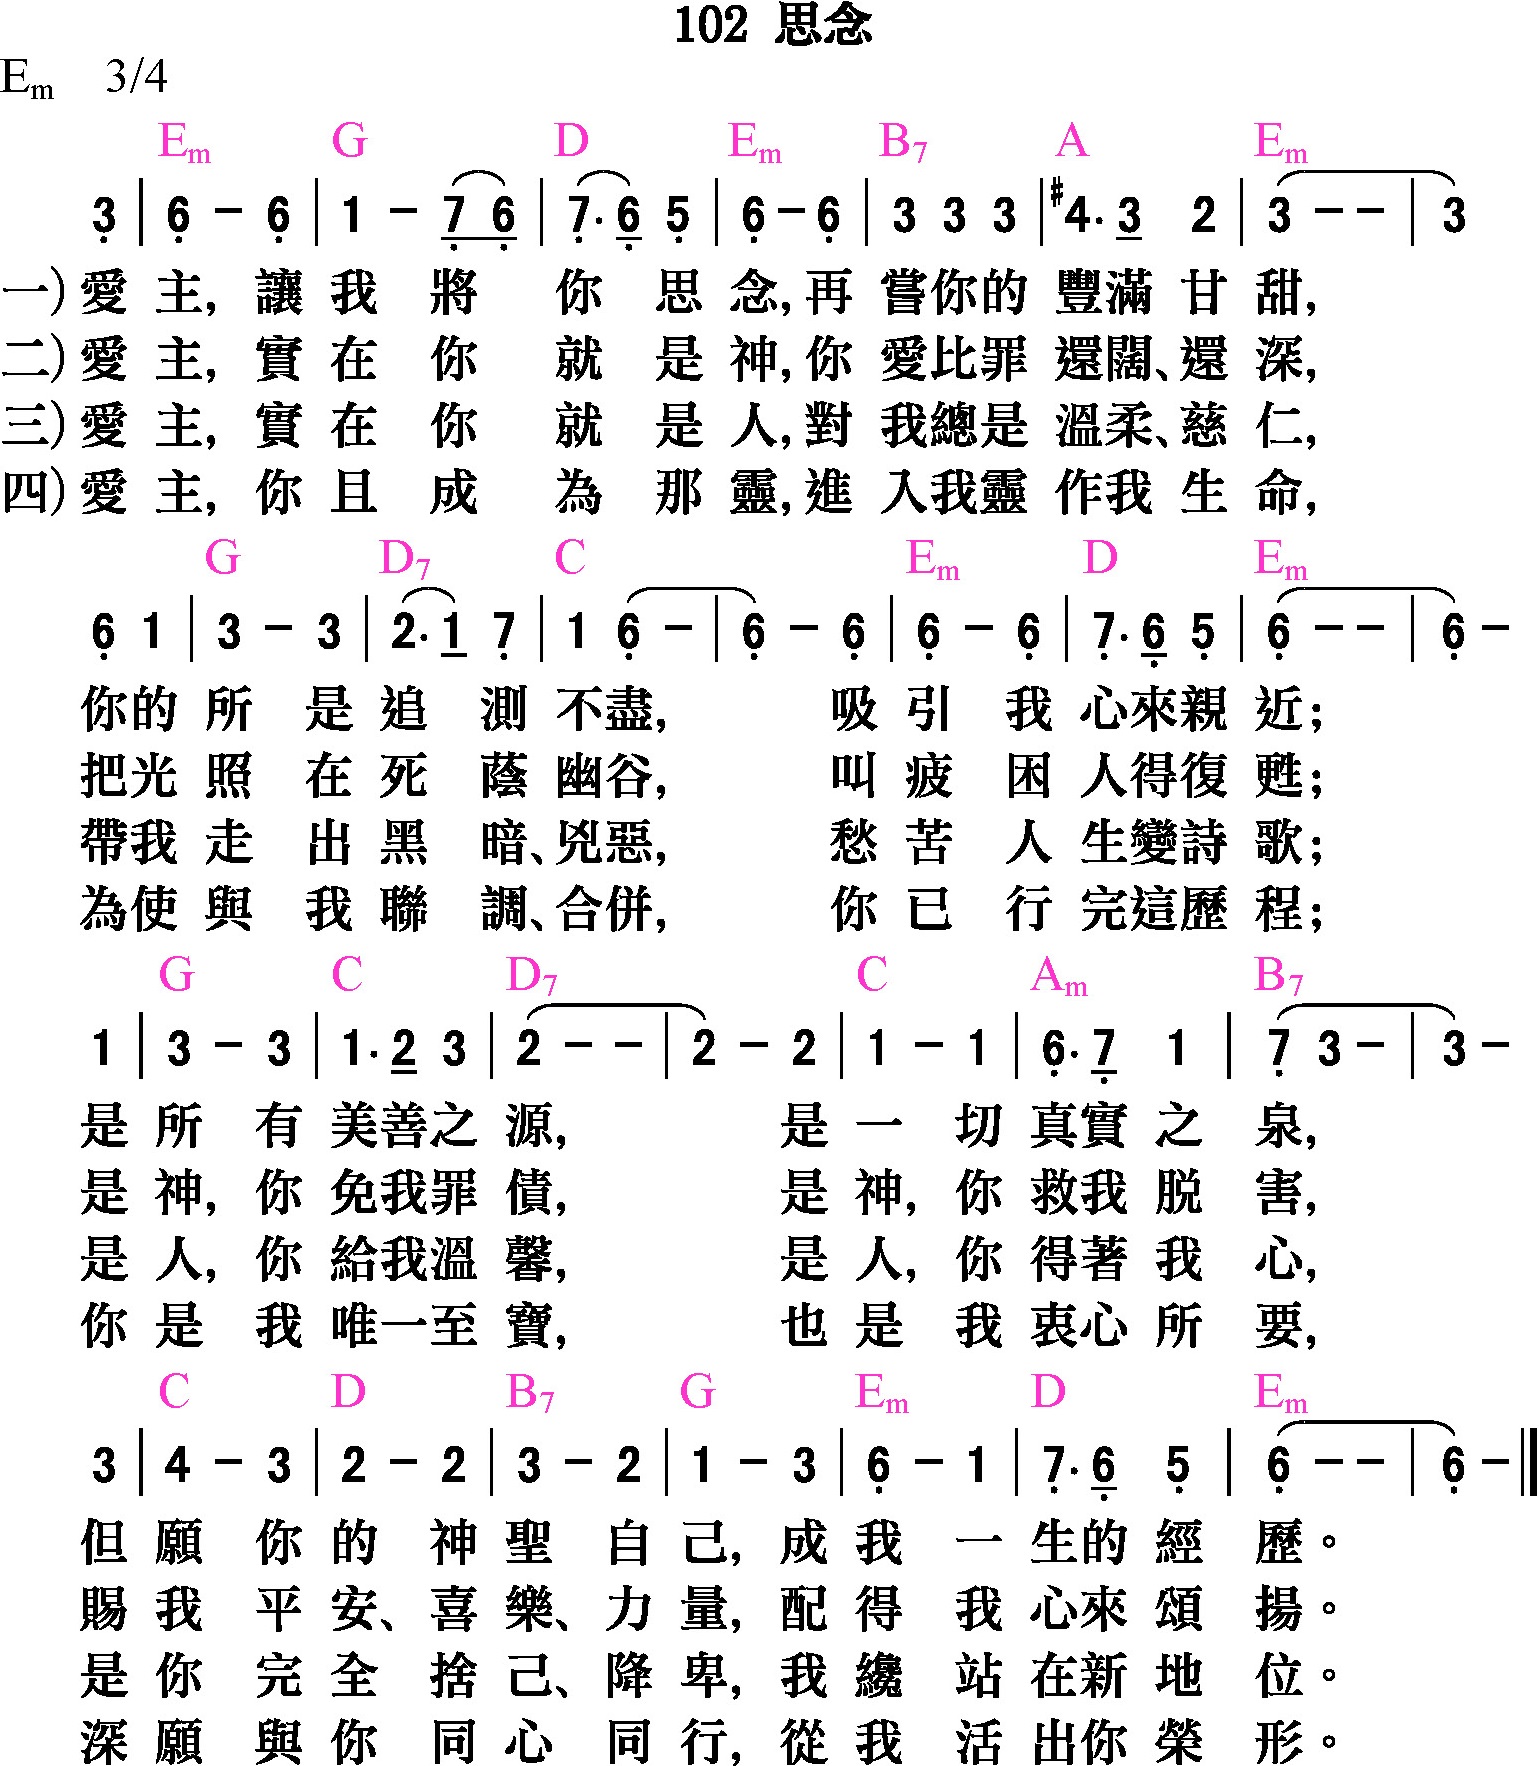 102 思念
Em 3/4
Em G D Em B7 A Em
3 | 6 - 6 | 1 - 7 6 | 7· 6 5 | 6 - 6 | 3 3 3 | #4· 3 2 | 3 - - | 3
一) 愛 主, 讓 我 將 你 思 念, 再 嘗你的 豐滿 甘 甜,
二) 愛 主, 實 在 你 就 是 神, 你 愛比罪 還闊、還 深,
三) 愛 主, 實 在 你 就 是 人, 對 我總是 溫柔、慈 仁,
四) 愛 主, 你 且 成 為 那 靈, 進 入我靈 作我 生 命,
G D7 C Em D Em
6 1 | 3 - 3 | 2· 1 7 | 1 6 - | 6 - 6 | 6 - 6 | 7· 6 5 | 6 - - | 6 -
你的 所 是 追 測 不盡, 吸 引 我 心來親 近;
把光 照 在 死 蔭 幽谷, 叫 疲 困 人得復 甦;
帶我 走 出 黑 暗、兇惡, 愁 苦 人 生變詩 歌;
為使 與 我 聯 調、合併, 你 已 行 完這歷 程;
G C D7 C Am B7
1 | 3 - 3 | 1· 2 3 | 2 - - | 2 - 2 | 1 - 1 | 6· 7 1 | 7 3 - | 3 -
是 所 有 美善之 源, 是 一 切 真實 之 泉,
是 神, 你 免我罪 債, 是 神, 你 救我 脫 害,
是 人, 你 給我溫 馨, 是 人, 你 得著 我 心,
你 是 我 唯一至 寶, 也 是 我 衷心 所 要,
C D B7 G Em D Em
3 | 4 - 3 | 2 - 2 | 3 - 2 | 1 - 3 | 6 - 1 | 7· 6 5 | 6 - - | 6 - ‖
但 願 你 的 神 聖 自 己, 成 我 一 生的 經 歷。
賜 我 平 安、喜 樂、力 量, 配 得 我 心來 頌 揚。
是 你 完 全 捨 己、降 卑, 我 纔 站 在新 地 位。
深 願 與 你 同 心 同 行, 從 我 活 出你 榮 形。